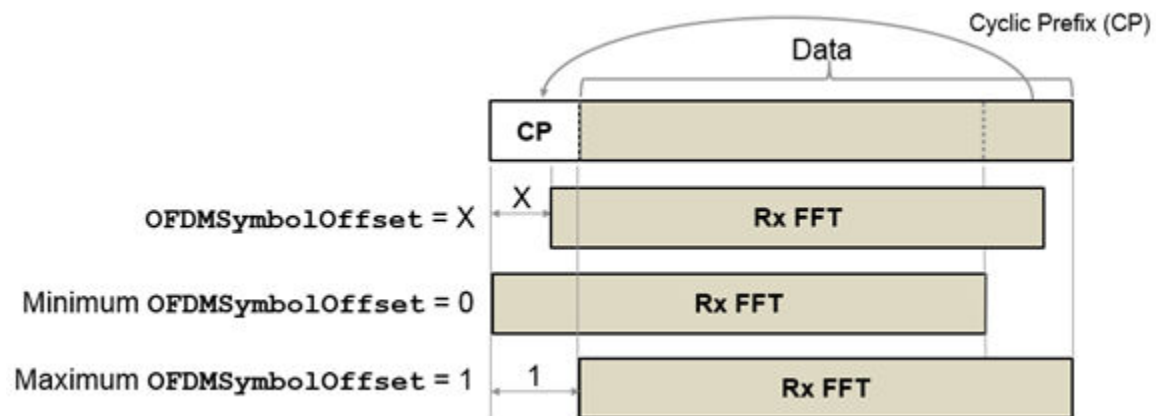 Cyclic Prefix (CP)
Data
CP
X
OFDMSymbolOffset = X
Rx FFT
Minimum OFDMSymbolOffset = 0
Rx FFT
Maximum OFDMSymbolOffset = 1
1
Rx FFT